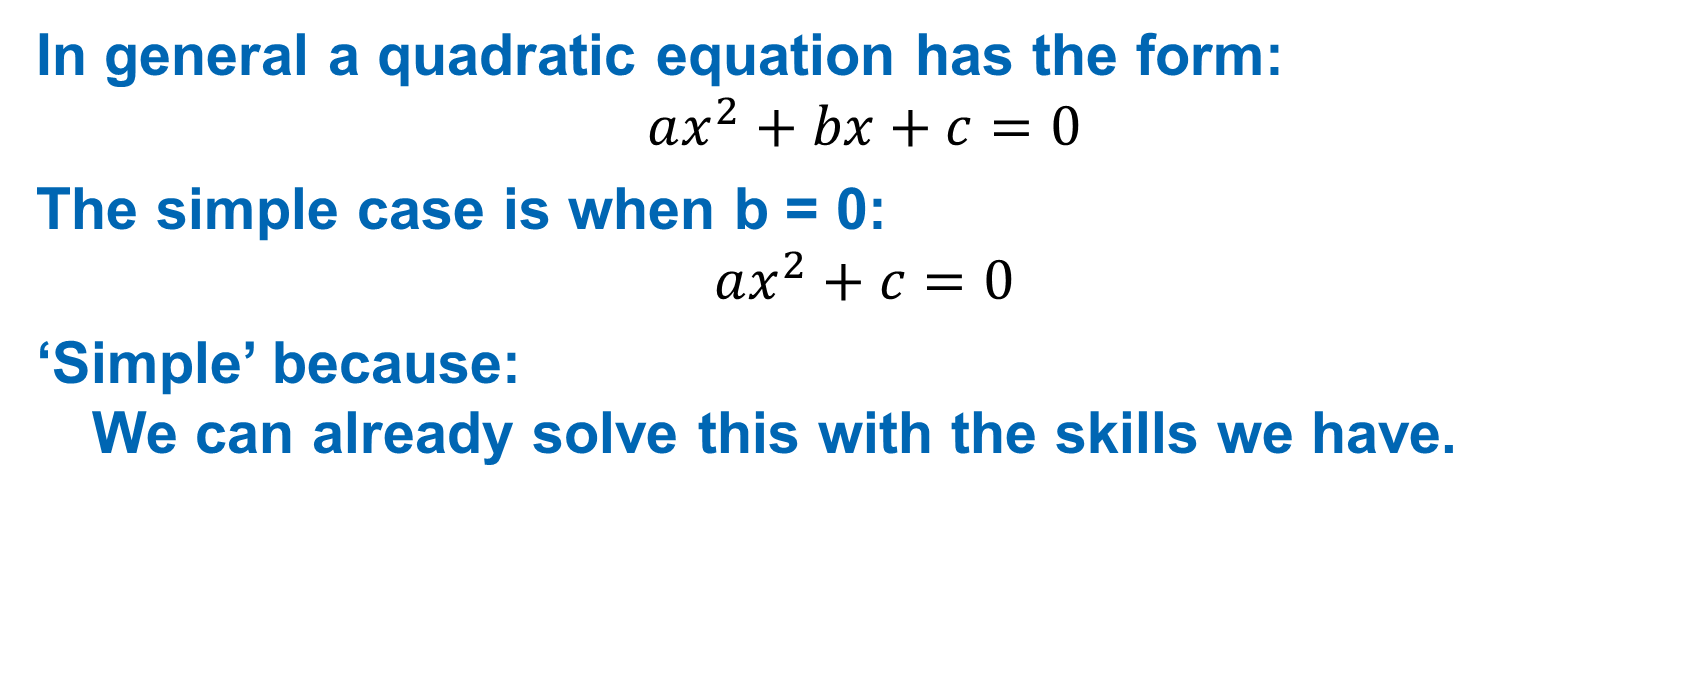 In general a quadratic equation has the form:
𝑎𝑥² + 𝑏𝑥 + 𝑐 = 0
The simple case is when b = 0:
𝑎𝑥² + 𝑐 = 0
‘Simple’ because:
We can already solve this with the skills we have.